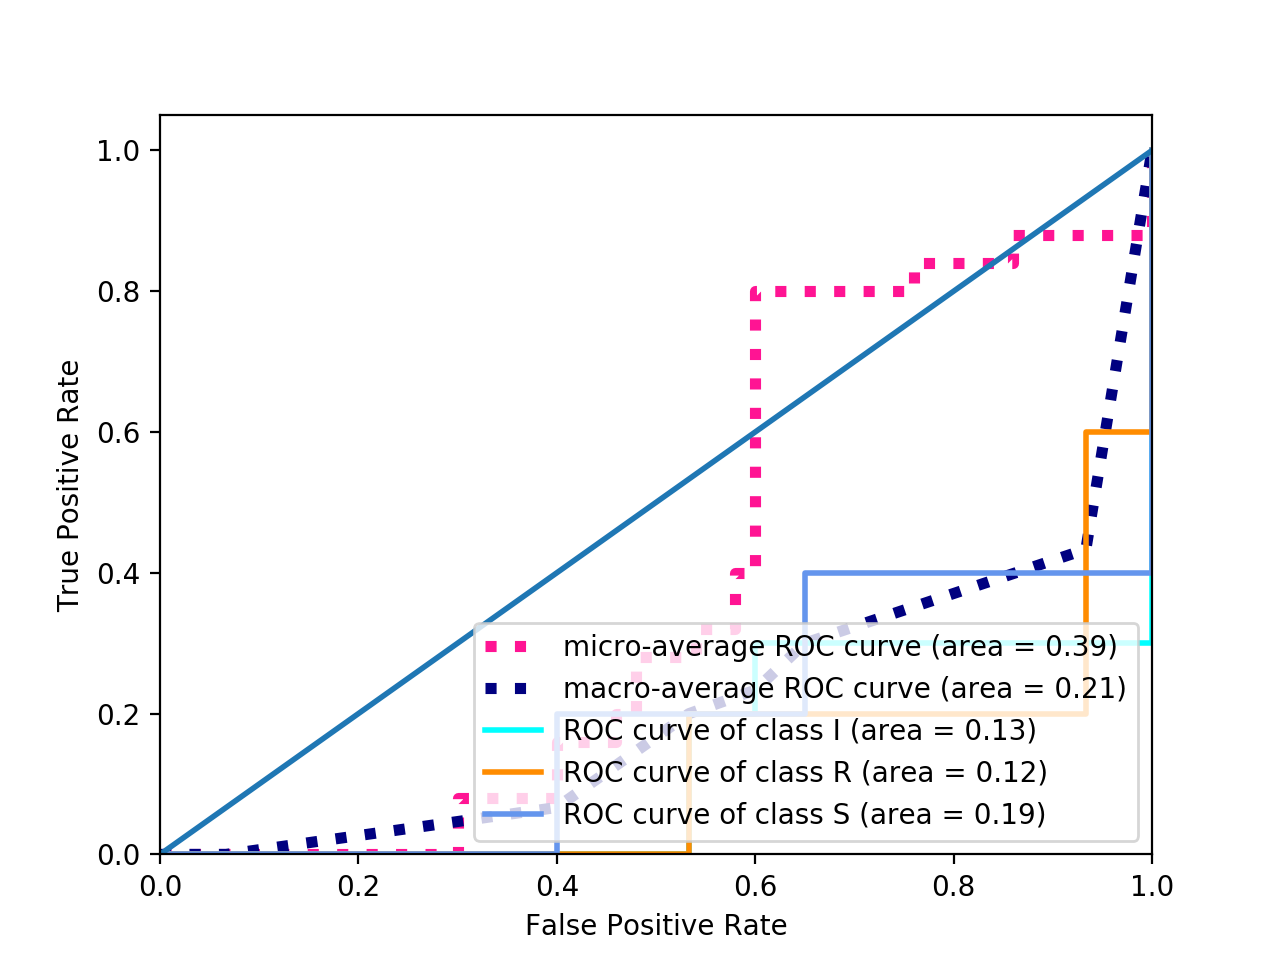 1.0
0.8
0.6
0.4
0.2
0.0
True Positive Rate
micro-average ROC curve (area = 0.39)
macro-average ROC curve (area = 0.21)
ROC curve of class I (area = 0.13)
ROC curve of class R (area = 0.12)
ROC curve of class S (area = 0.19)
0.0 0.2 0.4 0.6 0.8 1.0
False Positive Rate